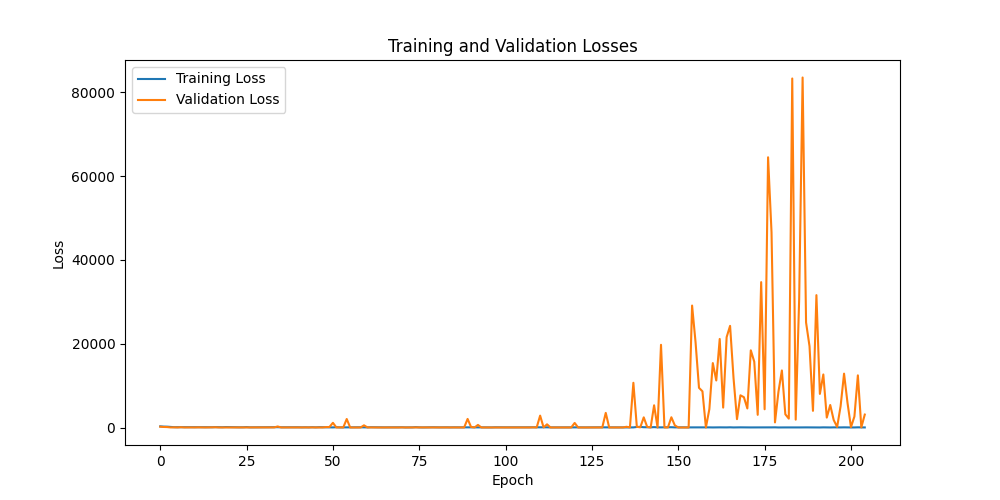 Training and Validation Losses
Training Loss
Validation Loss
80000
60000
40000
20000
0
Loss
0 25 50 75 100 125 150 175 200
Epoch